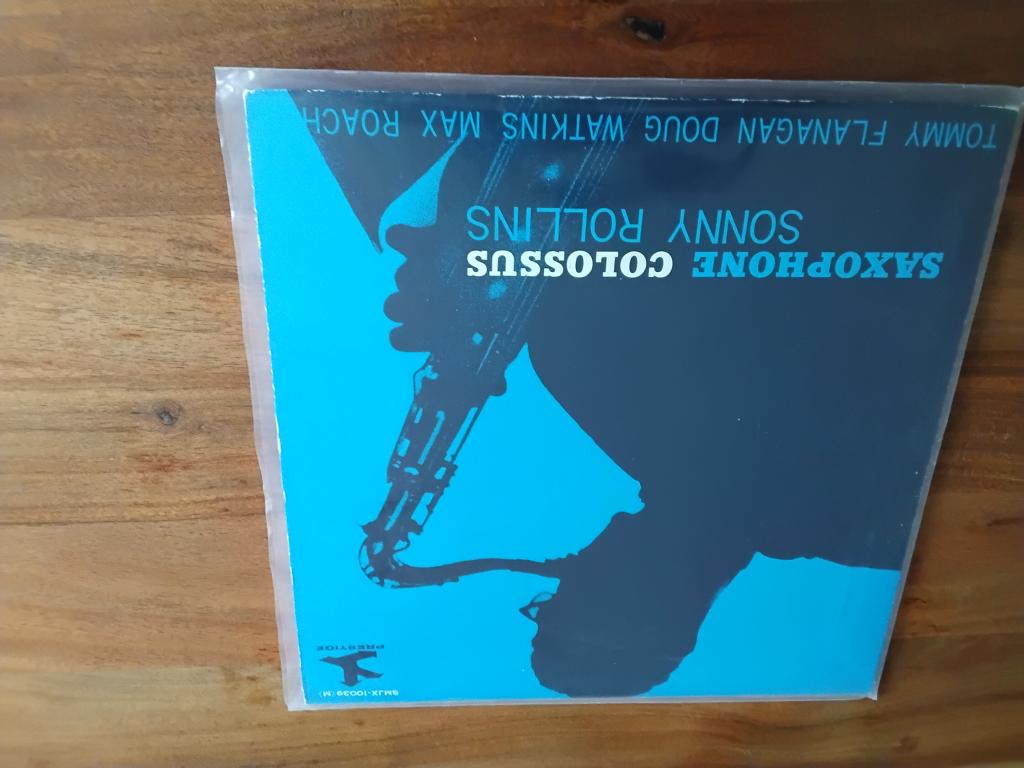 SMJX-10039(M)
PRESTIGE
SAXOPHONE COLOSSUS
SONNY ROLLINS
TOMMY FLANAGAN DOUG WATKINS MAX ROACH